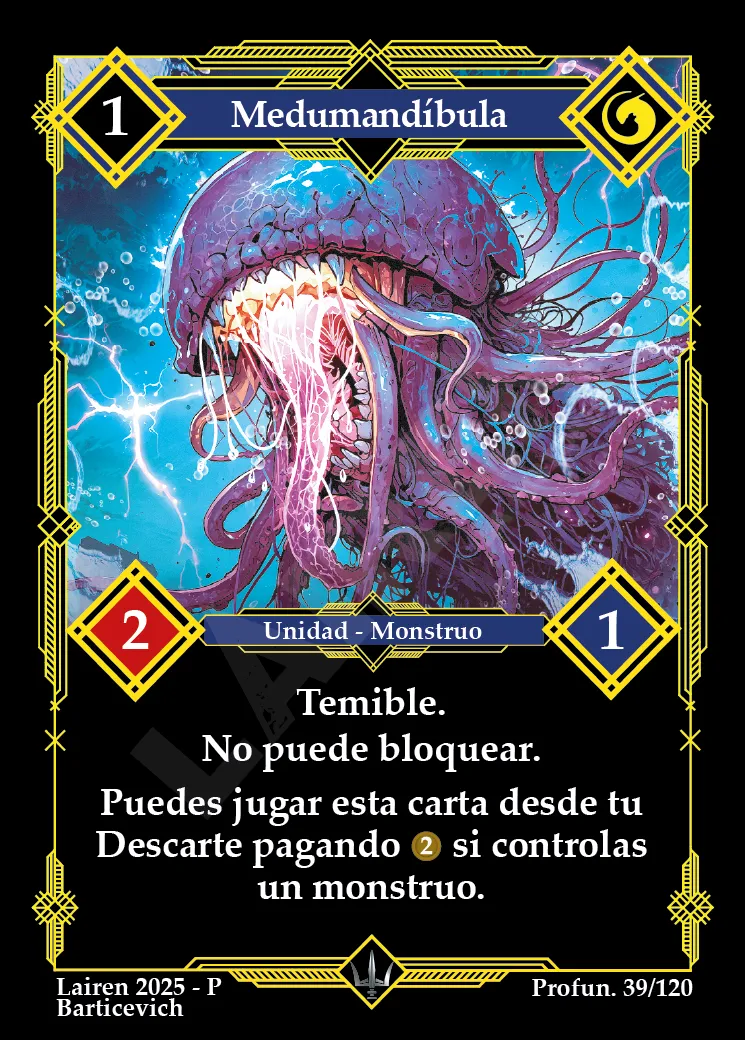 1
Medumandíbula
2
Unidad - Monstruo
1
Temible.
No puede bloquear.
Puedes jugar esta carta desde tu
Descarte pagando 2 si controlas
un monstruo.
Lairen 2025 - P
Barticevich
Profun. 39/120